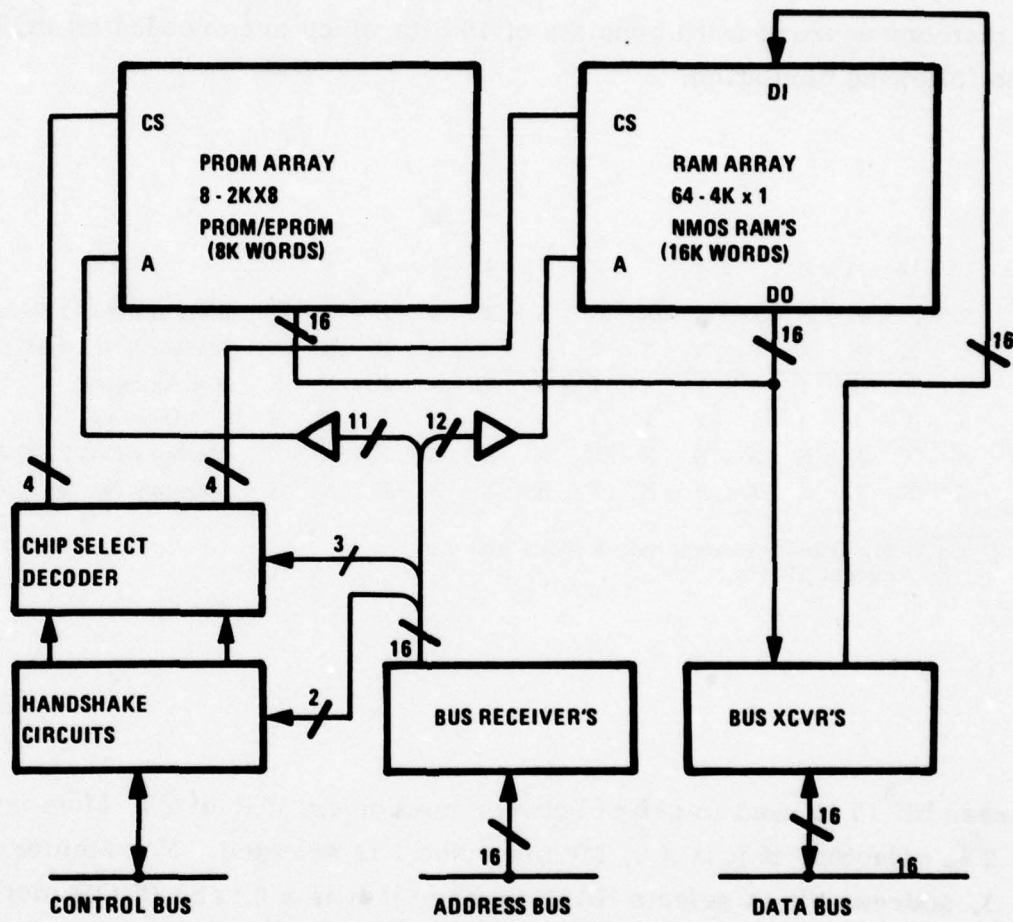 DI
CS
PROM ARRAY
8 - 2KX8
PROM/EPROM
(8K WORDS)
A
CS
RAM ARRAY
64 - 4K x 1
NMOS RAM'S
(16K WORDS)
A
DO
16
16
16
11
12
4
4
CHIP SELECT
DECODER
3
16
HANDSHAKE
CIRCUITS
2
BUS RECEIVER'S
BUS XCVR'S
16
16
16
CONTROL BUS
ADDRESS BUS
DATA BUS